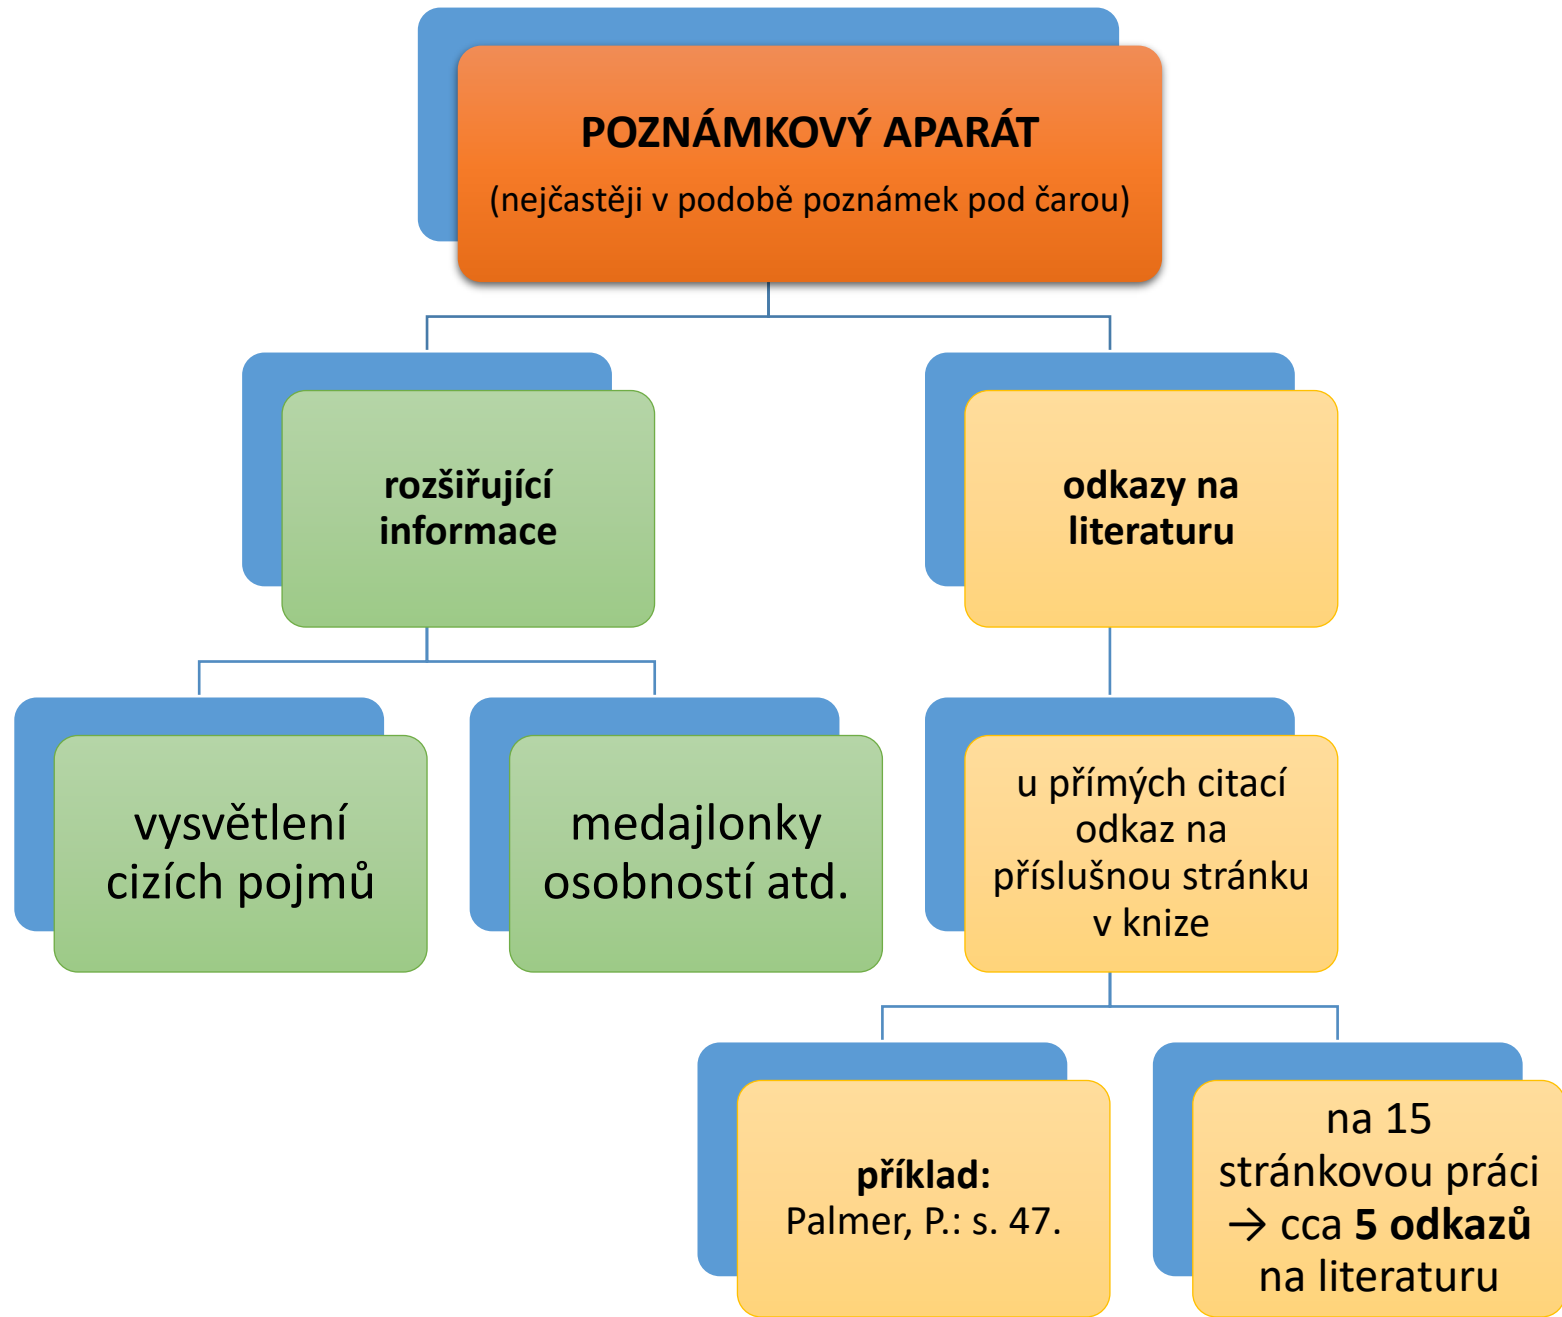 POZNÁMKOVÝ APARÁT
(nejčastěji v podobě poznámek pod čarou)
rozšiřující
informace
odkazy na
literaturu
vysvětlení
cizích pojmů
medajlonky
osobností atd.
u přímých citací
odkaz na
příslušnou stránku
v knize
příklad:
Palmer, P.: s. 47.
na 15
stránkovou práci
→ cca 5 odkazů
na literaturu